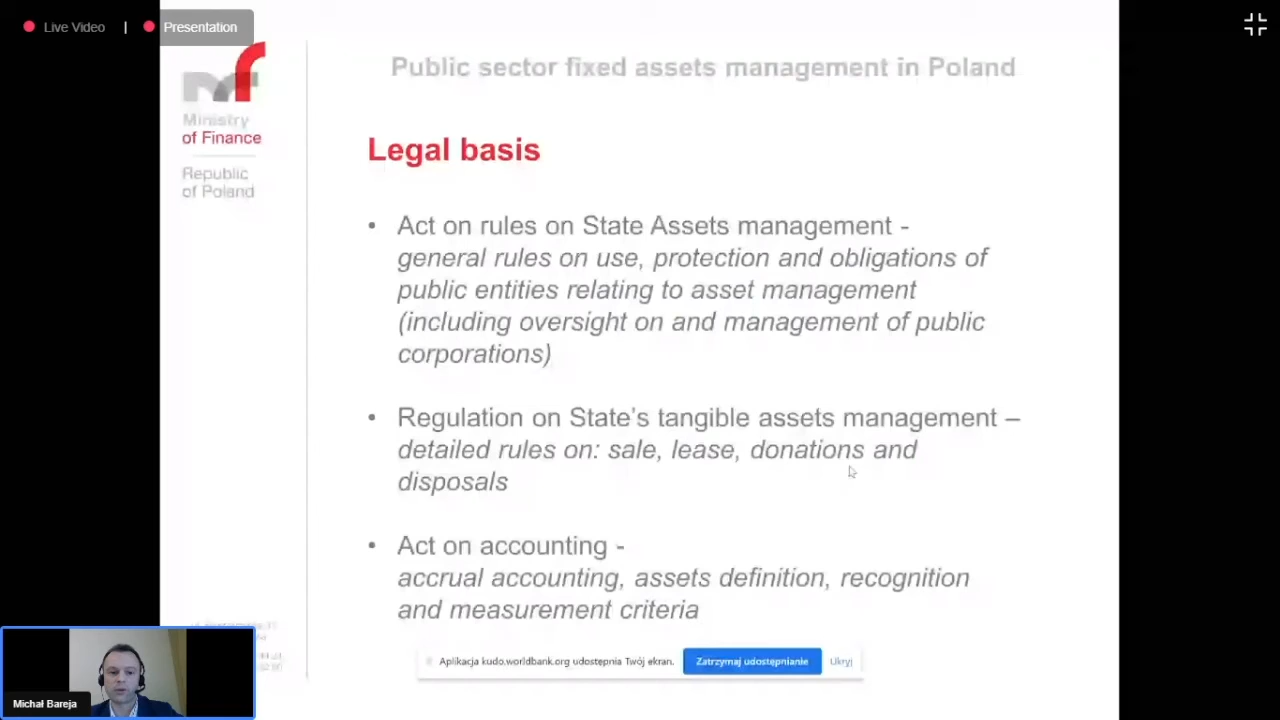 Live Video | Presentation
Public sector fixed assets management in Poland
Ministry
of Finance
Republic
of Poland
Legal basis
• Act on rules on State Assets management -
general rules on use, protection and obligations of
public entities relating to asset management
(including oversight on and management of public
corporations)
• Regulation on State's tangible assets management –
detailed rules on: sale, lease, donations and
disposals
• Act on accounting -
accrual accounting, assets definition, recognition
and measurement criteria
Aplikacja kudo.worldbank.org udostępnia Twój ekran. Zatrzymaj udostępnianie Ukryj
Michał Bareja